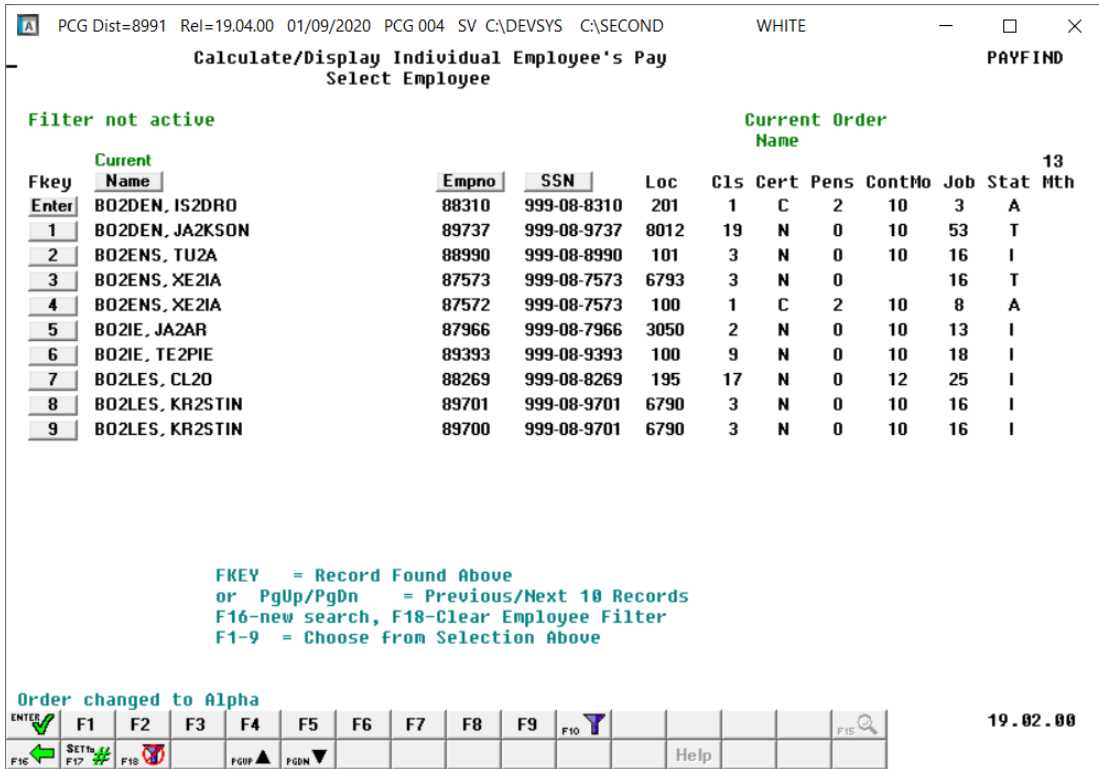 A PCG Dist=8991 Rel=19.04.00 01/09/2020 PCG 004 SV C:\DEVSYS C:\SECOND WHITE
Calculate/Display Individual Employee's Pay PAYFIND
Select Employee
Filter not active Current Order
Name
Current 13
Fkey Name Empno SSN Loc Cls Cert Pens ContMo Job Stat Mth
Enter BO2DEN, IS2DRO 88310 999-08-8310 201 1 C 2 10 3 A
1 BO2DEN, JA2KSON 89737 999-08-9737 8012 19 N 0 10 53 T
2 BO2ENS, TU2A 88990 999-08-8990 101 3 N 0 10 16 I
3 BO2ENS, XE2IA 87573 999-08-7573 6793 3 N 0 16 T
4 BO2ENS, XE2IA 87572 999-08-7573 100 1 C 2 10 8 A
5 BO2IE, JA2AR 87966 999-08-7966 3050 2 N 0 10 13 I
6 BO2IE, TE2PIE 89393 999-08-9393 100 9 N 0 10 18 I
7 BO2LES, CL2O 88269 999-08-8269 195 17 N 0 12 25 I
8 BO2LES, KR2STIN 89701 999-08-9701 6790 3 N 0 10 16 I
9 BO2LES, KR2STIN 89700 999-08-9701 6790 3 N 0 10 16 I
FKEY = Record Found Above
or PgUp/PgDn = Previous/Next 10 Records
F16-new search, F18-Clear Employee Filter
F1-9 = Choose from Selection Above
Order changed to Alpha
ENTER F1 F2 F3 F4 F5 F6 F7 F8 F9 F10 F15 19.02.00
F16 SETto F17 # F18 PGUP PGDN Help